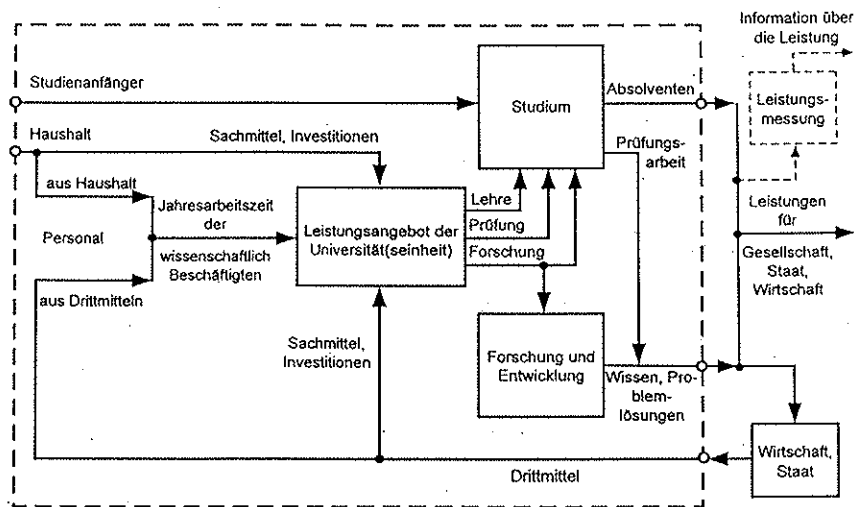 Information über
die Leistung
Studienanfänger
Absolventen
Studium
Leistungs-
messung
Haushalt
Sachmittel, Investitionen
Prüfungs-
arbeit
aus Haushalt
Jahresarbeitszeit
der
wissenschaftlich
Beschäftigten
Personal
aus Drittmitteln
Leistungsangebot der
Universität(seinheit)
Lehre
Prüfung
Forschung
Leistungen
für
Gesellschaft,
Staat,
Wirtschaft
Sachmittel,
Investitionen
Forschung und
Entwicklung
Wissen, Pro-
blem-
lösungen
Wirtschaft,
Staat
Drittmittel